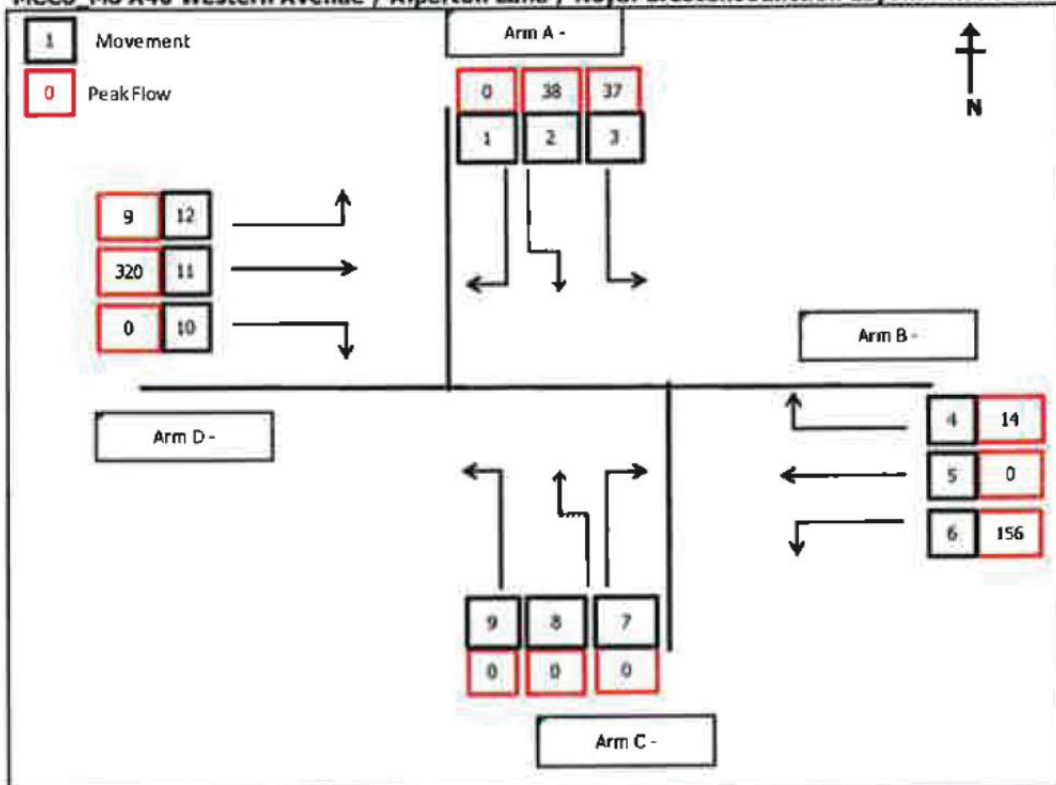 1 Movement
0 Peak Flow
Arm A -
0 38 37
1 2 3
N
9 12
320 11
0 10
Arm B -
4 14
5 0
6 156
Arm D -
9 8 7
0 0 0
Arm C -